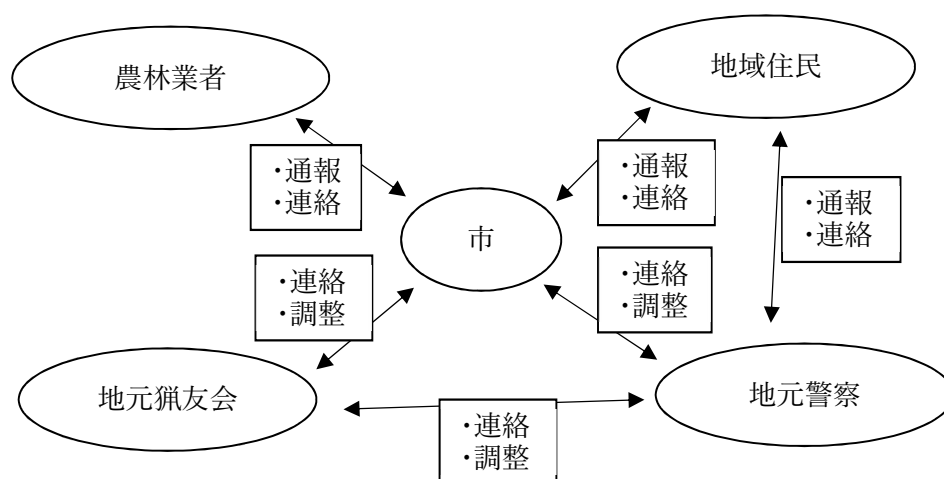 農林業者
地域住民
・通報
・連絡
・通報
・連絡
・通報
・連絡
市
・連絡
・調整
・連絡
・調整
地元猟友会
地元警察
・連絡
・調整